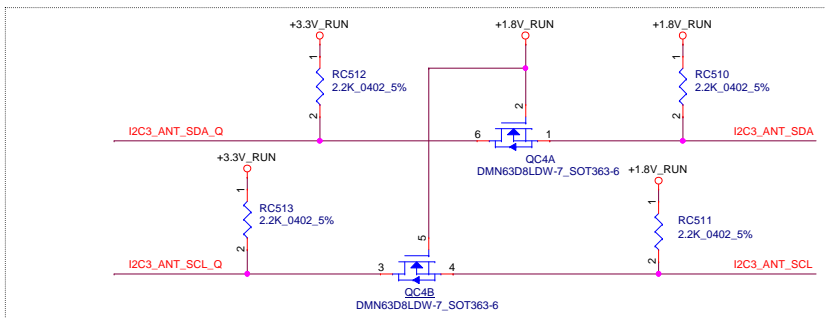 +3.3V_RUN
+1.8V_RUN
+1.8V_RUN
1
RC512
2.2K_0402_5%
2
2
1
RC510
2.2K_0402_5%
2
I2C3_ANT_SDA_Q
6
1
I2C3_ANT_SDA
QC4A
DMN63D8LDW-7_SOT363-6
+3.3V_RUN
+1.8V_RUN
1
RC513
2.2K_0402_5%
2
5
1
RC511
2.2K_0402_5%
2
I2C3_ANT_SCL_Q
3
4
I2C3_ANT_SCL
QC4B
DMN63D8LDW-7_SOT363-6